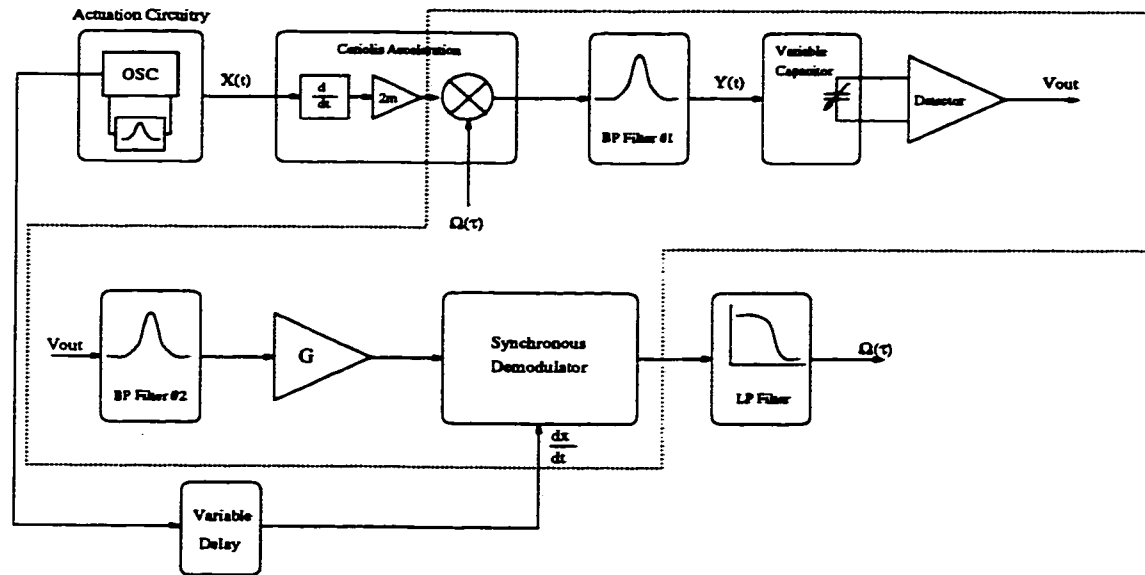 Actuation Circuitry
OSC
X(t)
Coriolis Acceleration
d
dt
2m
Ω(τ)
BP Filter #1
Y(t)
Variable
Capacitor
Detector
Vout
Vout
BP Filter #2
G
Synchronous
Demodulator
dx
dt
LP Filter
Ω(τ)
Variable
Delay